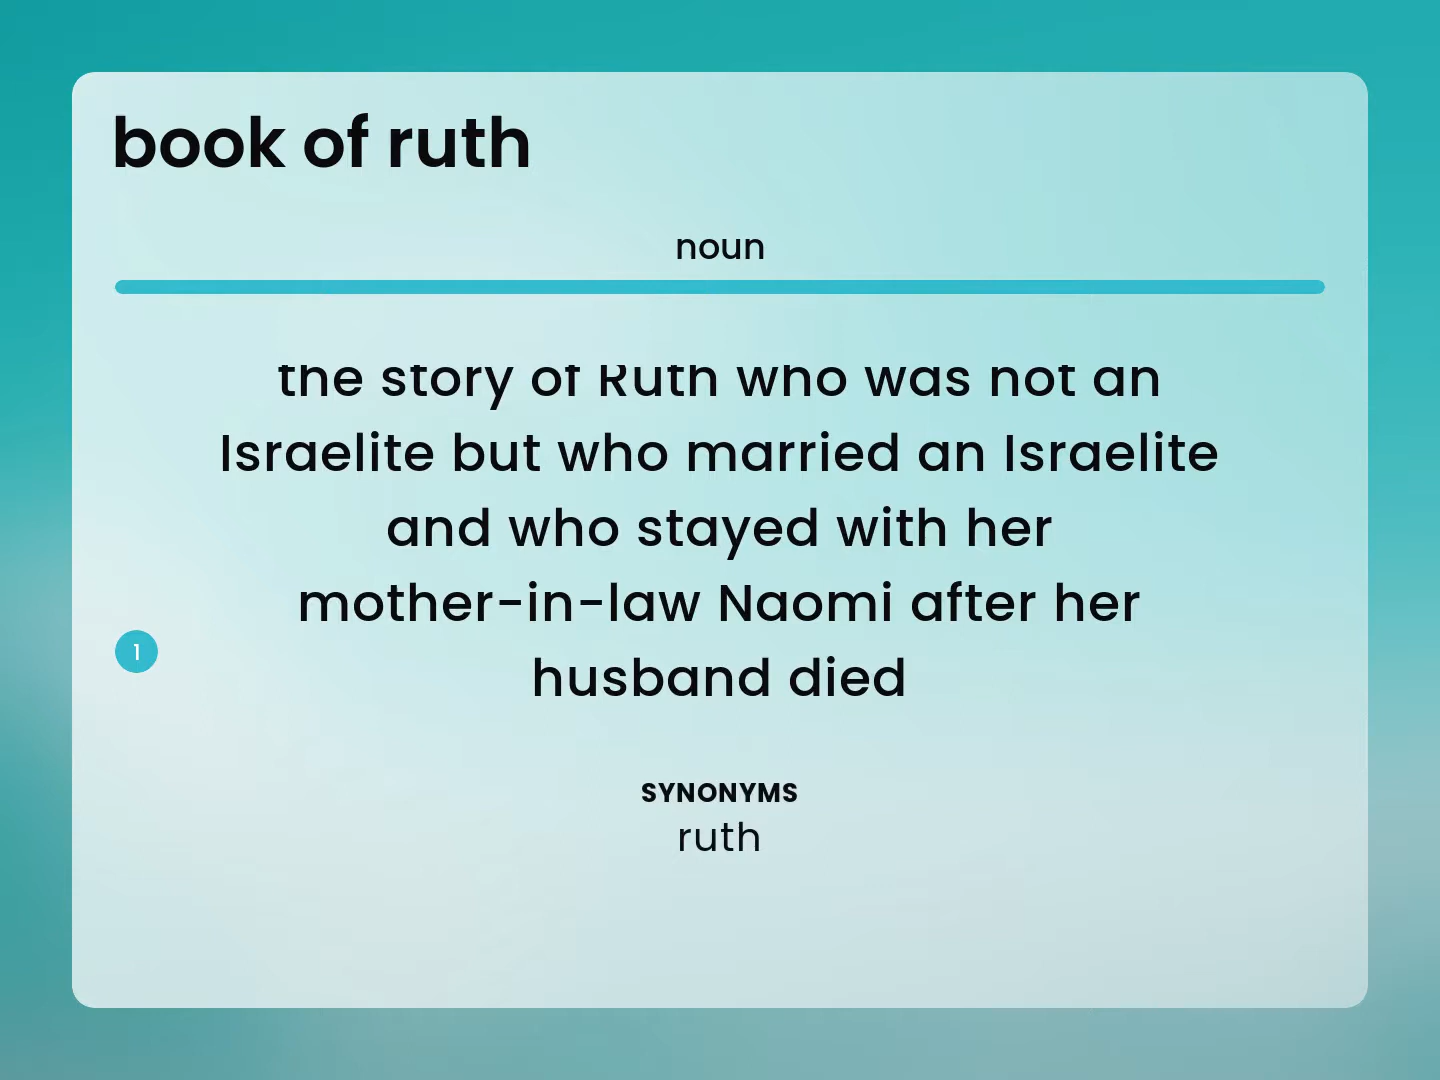 book of ruth
noun
the story of Ruth who was not an
Israelite but who married an Israelite
and who stayed with her
mother-in-law Naomi after her
husband died
1
SYNONYMS
ruth